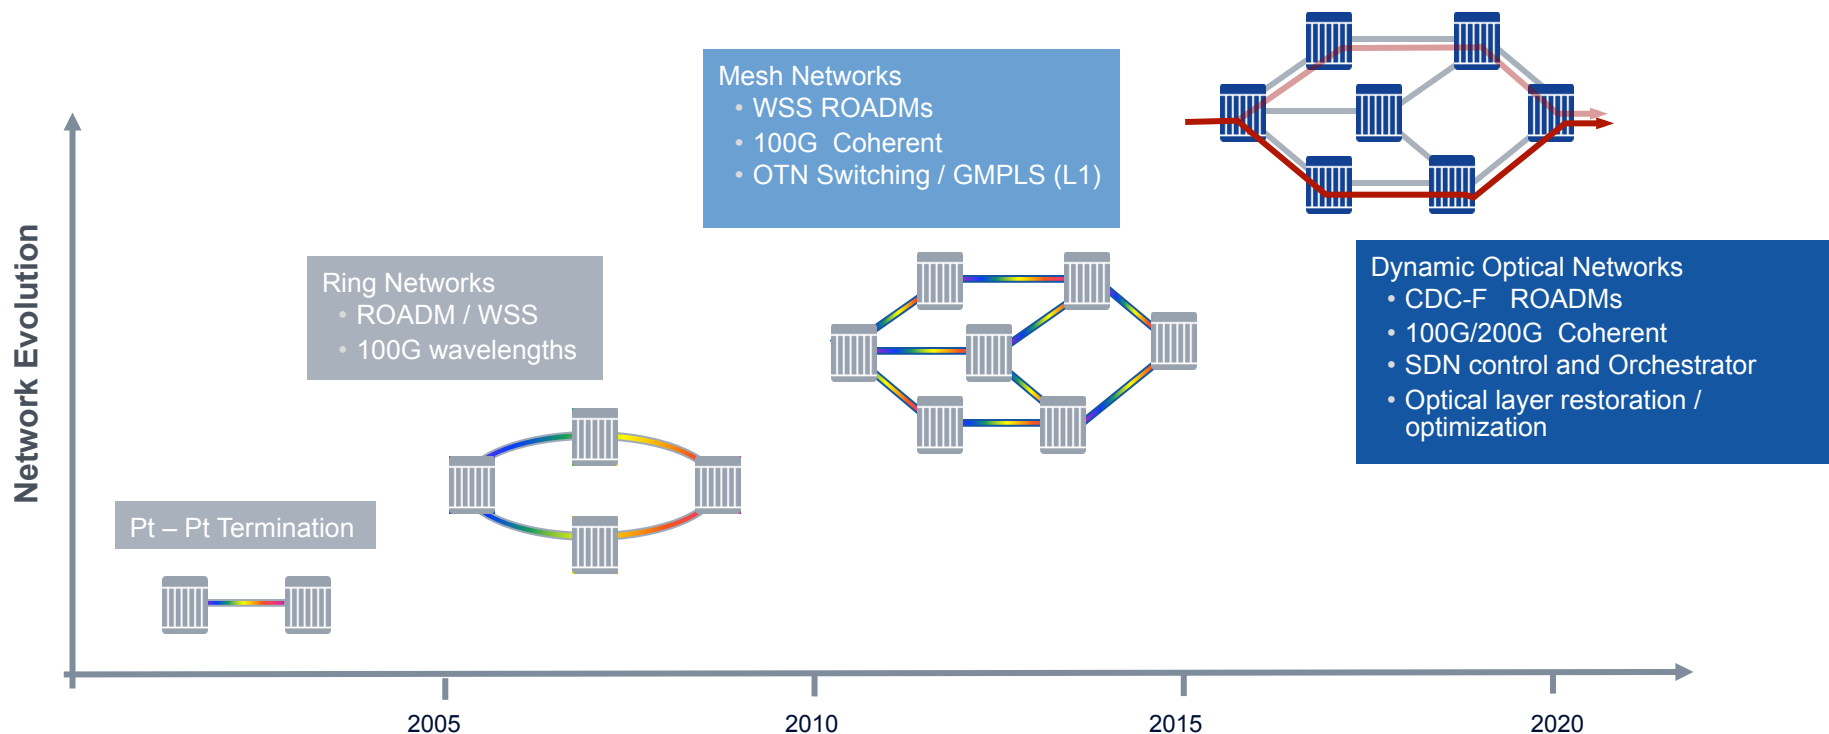 Network Evolution
Pt – Pt Termination
Ring Networks
• ROADM / WSS
• 100G wavelengths
Mesh Networks
• WSS ROADMs
• 100G Coherent
• OTN Switching / GMPLS (L1)
Dynamic Optical Networks
• CDC-F ROADMs
• 100G/200G Coherent
• SDN control and Orchestrator
• Optical layer restoration /
optimization
2005
2010
2015
2020